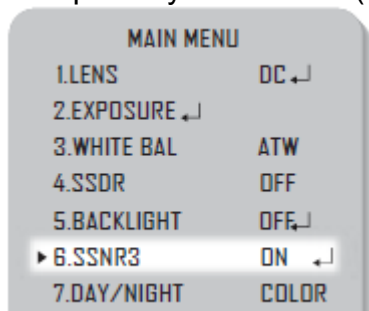 MAIN MENU
1.LENS DC↵
2.EXPOSURE ↵
3.WHITE BAL ATW
4.SSDR OFF
5.BACKLIGHT OFF↵
▶ 6.SSNR3 ON ↵
7.DAY/NIGHT COLOR